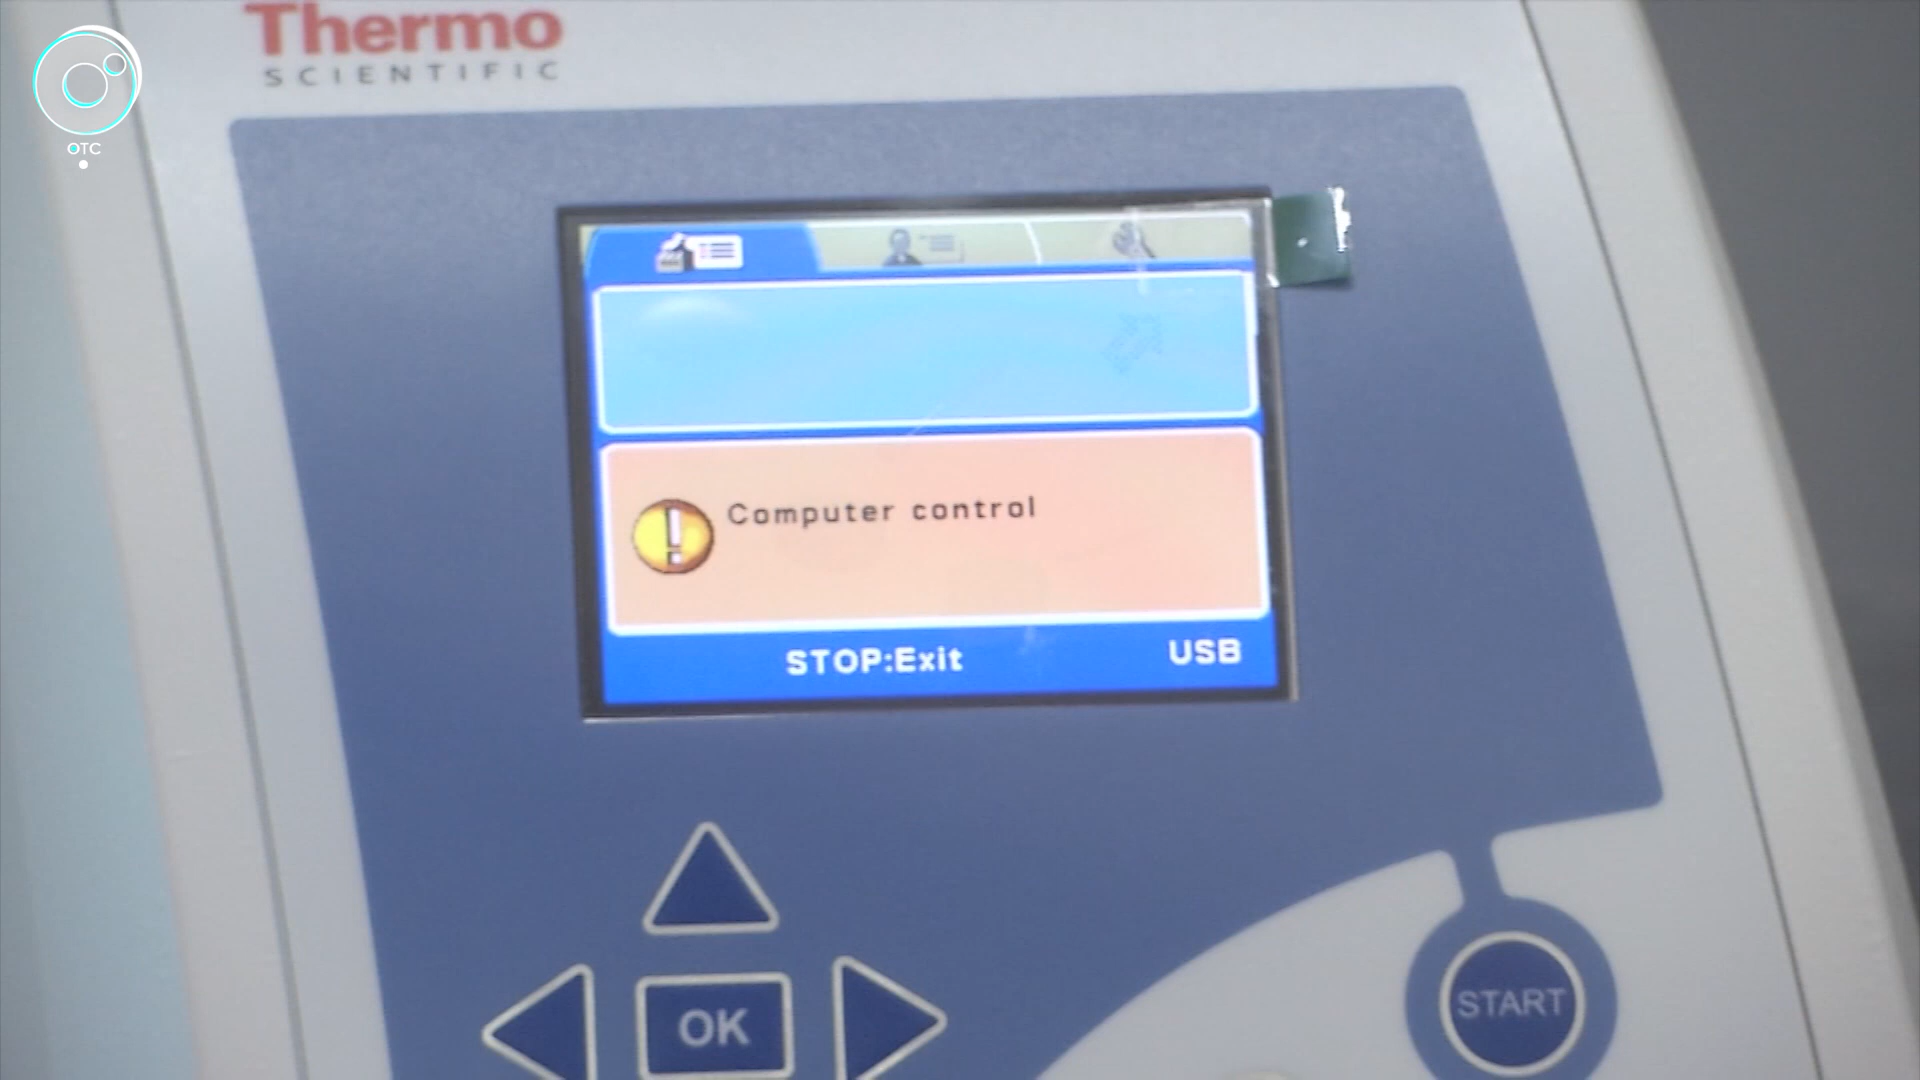 Thermo
SCIENTIFIC
OTC
Computer control
STOP:Exit
USB
OK
START